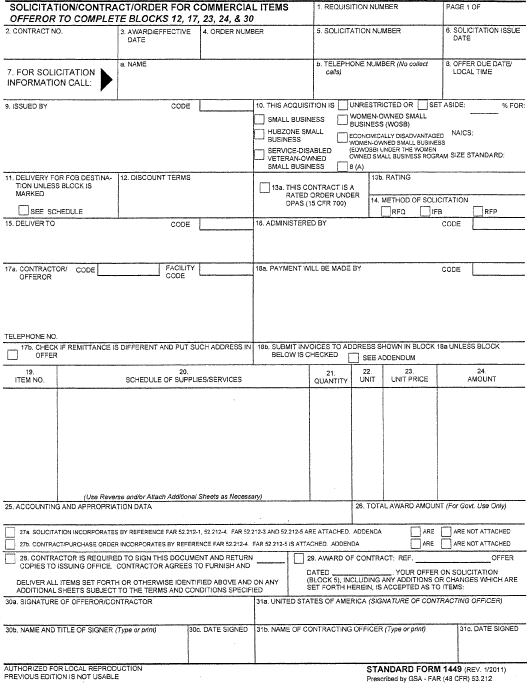 SOLICITATION/CONTRACT/ORDER FOR COMMERCIAL ITEMS
OFFEROR TO COMPLETE BLOCKS 12, 17, 23, 24, & 30
1. REQUISITION NUMBER
PAGE 1 OF
2. CONTRACT NO.
3. AWARD/EFFECTIVE
DATE
4. ORDER NUMBER
5. SOLICITATION NUMBER
6. SOLICITATION ISSUE
DATE
7. FOR SOLICITATION
INFORMATION CALL:
a. NAME
b. TELEPHONE NUMBER (No collect
calls)
8. OFFER DUE DATE/
LOCAL TIME
9. ISSUED BY
CODE
10. THIS ACQUISITION IS
UNRESTRICTED OR
SET ASIDE:
% FOR:
SMALL BUSINESS
HUBZONE SMALL
BUSINESS
SERVICE-DISABLED
VETERAN-OWNED
SMALL BUSINESS
WOMEN-OWNED SMALL
BUSINESS (WOSB)
ECONOMICALLY DISADVANTAGED
WOMEN-OWNED SMALL BUSINESS
(EDWOSB) UNDER THE WOMEN
OWNED SMALL BUSINESS ROGRAM
8 (A)
NAICS:
SIZE STANDARD:
11. DELIVERY FOR FOB DESTINA-
TION UNLESS BLOCK IS
MARKED
SEE SCHEDULE
12. DISCOUNT TERMS
13a. THIS CONTRACT IS A
RATED ORDER UNDER
DPAS (15 CFR 700)
13b. RATING
14. METHOD OF SOLICITATION
RFQ
IFB
RFP
15. DELIVER TO
CODE
16. ADMINISTERED BY
CODE
17a. CONTRACTOR/
OFFEROR
CODE
FACILITY
CODE
18a. PAYMENT WILL BE MADE BY
CODE
TELEPHONE NO.
17b. CHECK IF REMITTANCE IS DIFFERENT AND PUT SUCH ADDRESS IN
OFFER
18b. SUBMIT INVOICES TO ADDRESS SHOWN IN BLOCK 18a UNLESS BLOCK
BELOW IS CHECKED
SEE ADDENDUM
19.
ITEM NO.
20.
SCHEDULE OF SUPPLIES/SERVICES
21.
QUANTITY
22.
UNIT
23.
UNIT PRICE
24.
AMOUNT
(Use Reverse and/or Attach Additional Sheets as Necessary)
25. ACCOUNTING AND APPROPRIATION DATA
26. TOTAL AWARD AMOUNT (For Govt. Use Only)
27a. SOLICITATION INCORPORATES BY REFERENCE FAR 52.212-1, 52.212-4. FAR 52.212-3 AND 52.212-5 ARE ATTACHED. ADDENDA
ARE
ARE NOT ATTACHED
27b. CONTRACT/PURCHASE ORDER INCORPORATES BY REFERENCE FAR 52.212-4. FAR 52.212-5 IS ATTACHED. ADDENDA
ARE
ARE NOT ATTACHED
28. CONTRACTOR IS REQUIRED TO SIGN THIS DOCUMENT AND RETURN
COPIES TO ISSUING OFFICE. CONTRACTOR AGREES TO FURNISH AND
DELIVER ALL ITEMS SET FORTH OR OTHERWISE IDENTIFIED ABOVE AND ON ANY
ADDITIONAL SHEETS SUBJECT TO THE TERMS AND CONDITIONS SPECIFIED
29. AWARD OF CONTRACT: REF. OFFER
DATED . YOUR OFFER ON SOLICITATION
(BLOCK 5), INCLUDING ANY ADDITIONS OR CHANGES WHICH ARE
SET FORTH HEREIN, IS ACCEPTED AS TO ITEMS:
30a. SIGNATURE OF OFFEROR/CONTRACTOR
31a. UNITED STATES OF AMERICA (SIGNATURE OF CONTRACTING OFFICER)
30b. NAME AND TITLE OF SIGNER (Type or print)
30c. DATE SIGNED
31b. NAME OF CONTRACTING OFFICER (Type or print)
31c. DATE SIGNED
AUTHORIZED FOR LOCAL REPRODUCTION
PREVIOUS EDITION IS NOT USABLE
STANDARD FORM 1449 (REV. 1/2011)
Prescribed by GSA - FAR (48 CFR) 53.212